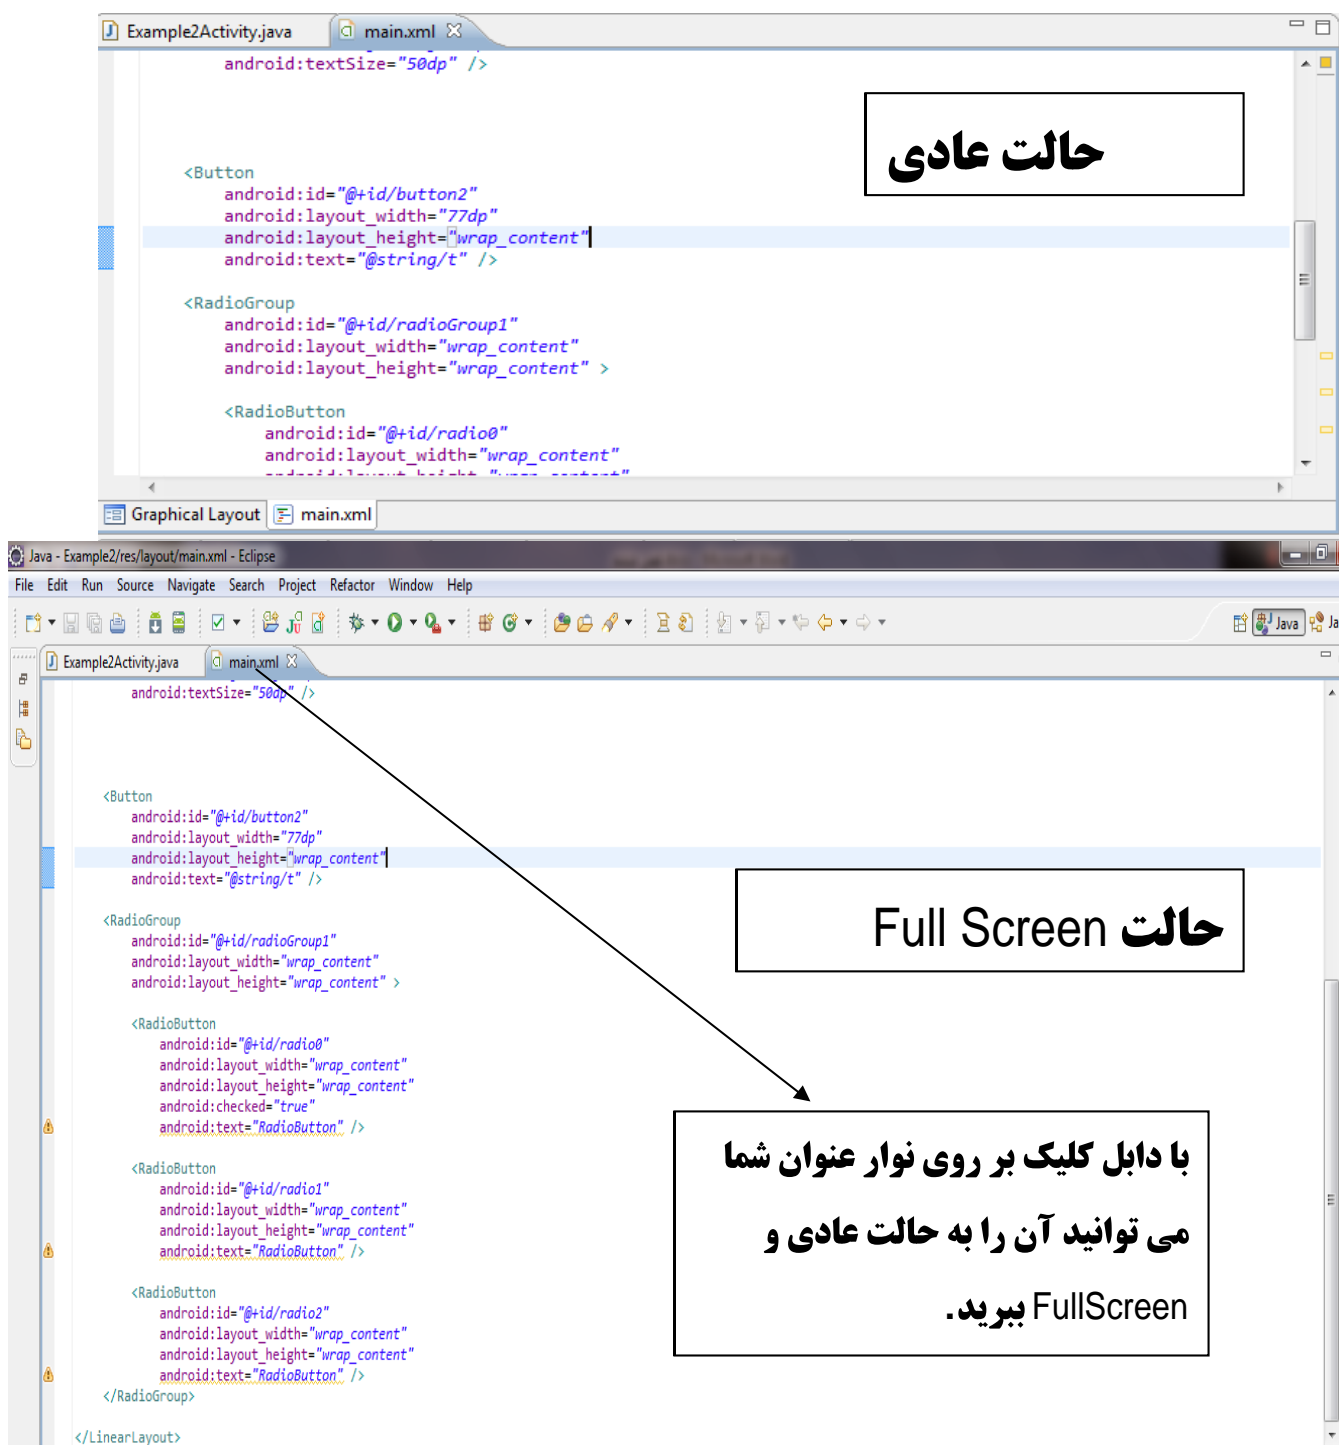 Example2Activity.java main.xml
android:textSize="50dp" />
حالت عادی
<Button
android:id="@+id/button2"
android:layout_width="77dp"
android:layout_height="wrap_content"
android:text="@string/t" />
<RadioGroup
android:id="@+id/radioGroup1"
android:layout_width="wrap_content"
android:layout_height="wrap_content" >
<RadioButton
android:id="@+id/radio0"
android:layout_width="wrap_content"
android:layout_height="wrap_content"
Graphical Layout main.xml
Java - Example2/res/layout/main.xml - Eclipse
File Edit Run Source Navigate Search Project Refactor Window Help
Java Ja
Example2Activity.java main.xml
android:textSize="50dp" />
<Button
android:id="@+id/button2"
android:layout_width="77dp"
android:layout_height="wrap_content"
android:text="@string/t" />
حالت Full Screen
<RadioGroup
android:id="@+id/radioGroup1"
android:layout_width="wrap_content"
android:layout_height="wrap_content" >
<RadioButton
android:id="@+id/radio0"
android:layout_width="wrap_content"
android:layout_height="wrap_content"
android:checked="true"
android:text="RadioButton" />
<RadioButton
android:id="@+id/radio1"
android:layout_width="wrap_content"
android:layout_height="wrap_content"
android:text="RadioButton" />
<RadioButton
android:id="@+id/radio2"
android:layout_width="wrap_content"
android:layout_height="wrap_content"
android:text="RadioButton" />
</RadioGroup>
</LinearLayout>
با دابل کلیک بر روی نوار عنوان شما
می توانید آن را به حالت عادی و
FullScreen ببرید.